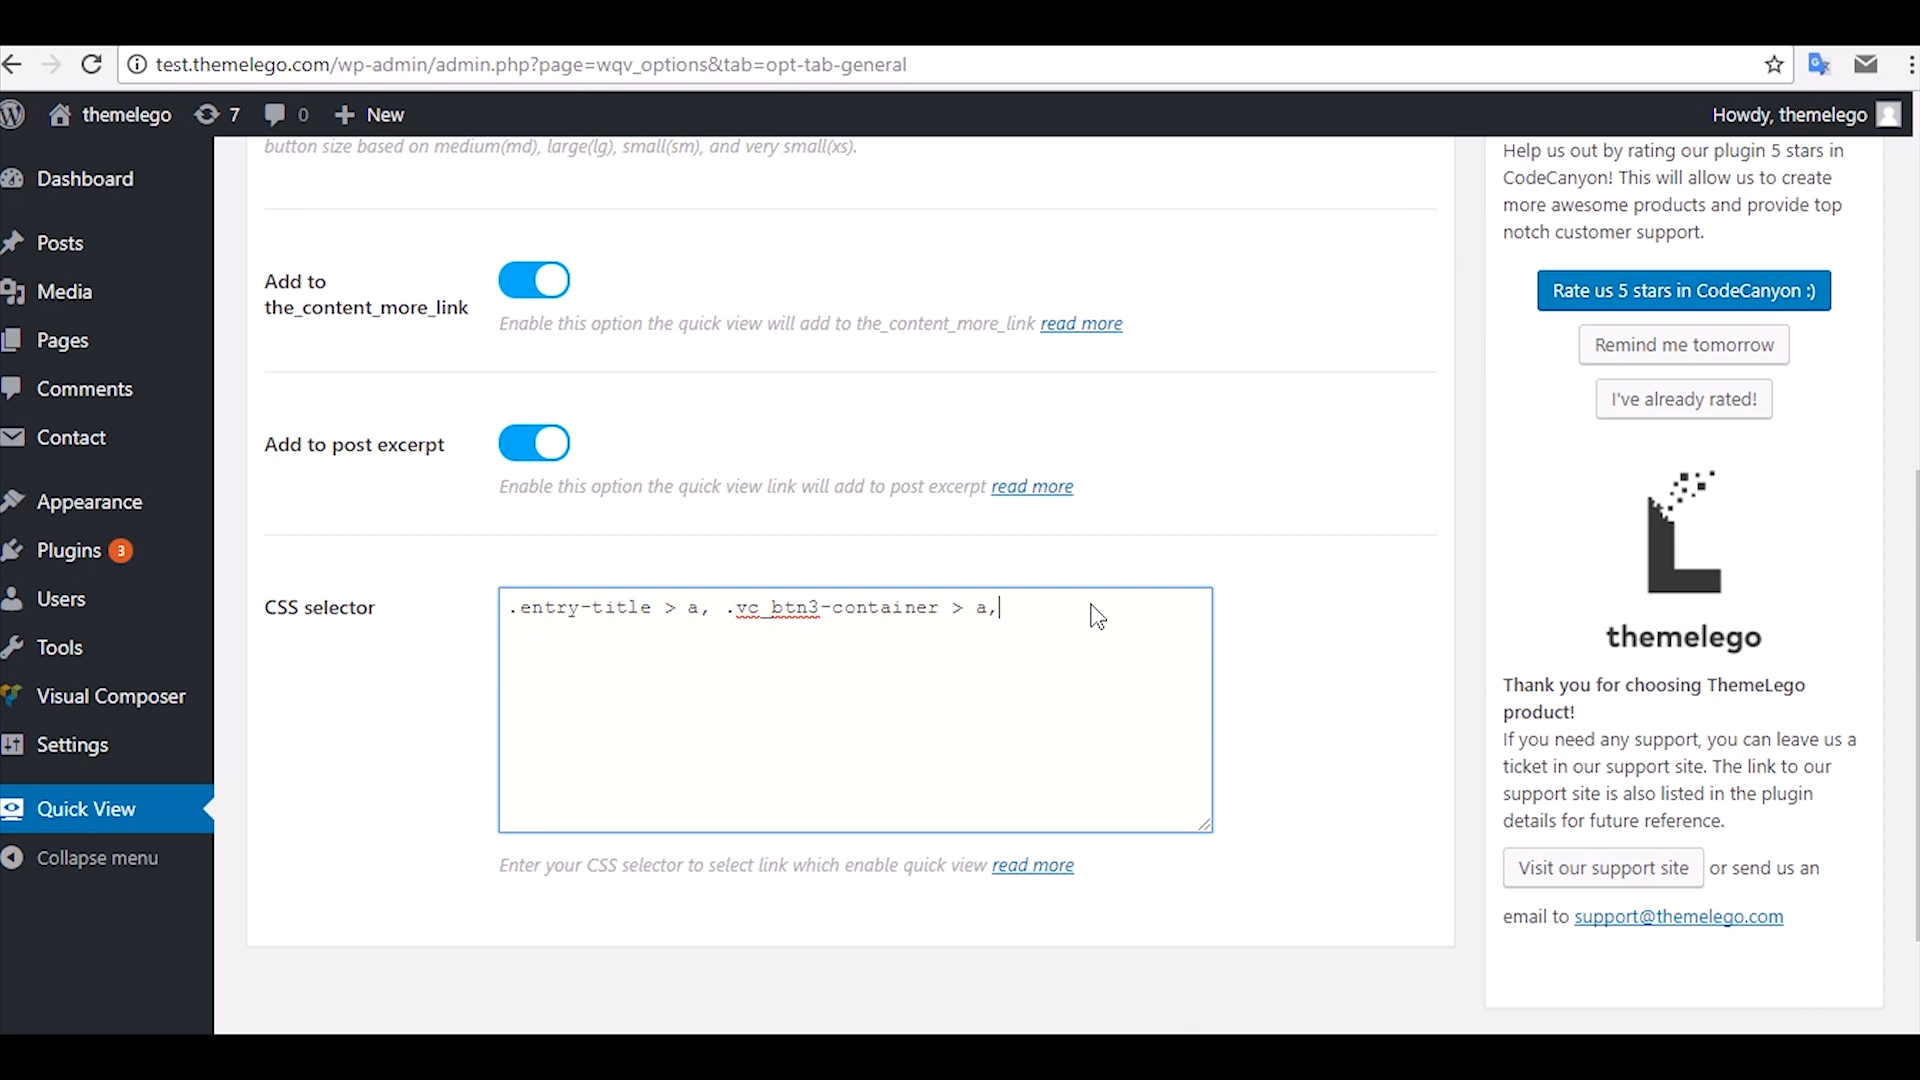 test.themelego.com/wp-admin/admin.php?page=wqv_options&tab=opt-tab-general
themelego 7 0 New Howdy, themelego
Dashboard
Posts
Media
Pages
Comments
Contact
Appearance
Plugins 3
Users
Tools
Visual Composer
Settings
Quick View
Collapse menu
button size based on medium(md), large(lg), small(sm), and very small(xs).
Add to
the_content_more_link
Enable this option the quick view will add to the_content_more_link read more
Add to post excerpt
Enable this option the quick view link will add to post excerpt read more
CSS selector
.entry-title > a, .vc_btn3-container > a,
Enter your CSS selector to select link which enable quick view read more
Help us out by rating our plugin 5 stars in
CodeCanyon! This will allow us to create
more awesome products and provide top
notch customer support.
Rate us 5 stars in CodeCanyon :)
Remind me tomorrow
I've already rated!
themelego
Thank you for choosing ThemeLego
product!
If you need any support, you can leave us a
ticket in our support site. The link to our
support site is also listed in the plugin
details for future reference.
Visit our support site or send us an
email to support@themelego.com